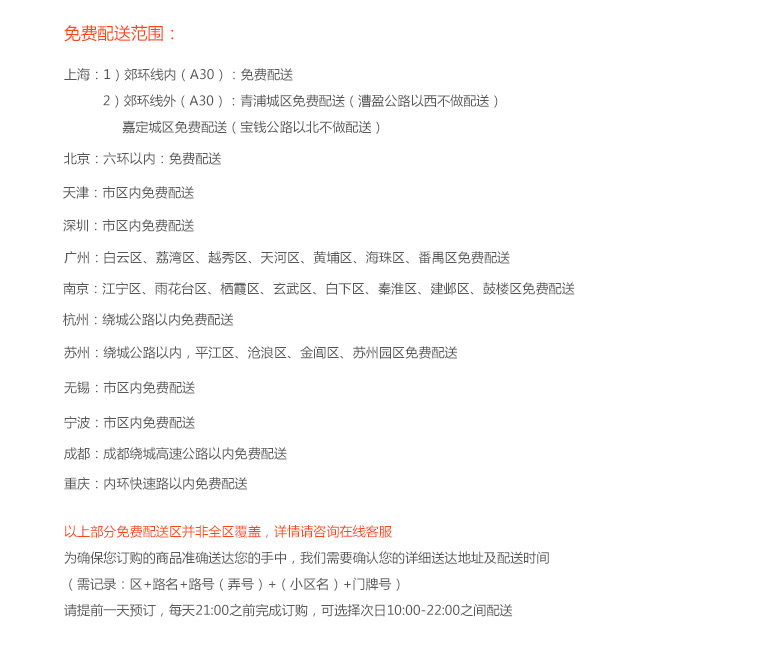 免费配送范围：
上海：1）郊环线内（A30）：免费配送
2）郊环线外（A30）：青浦城区免费配送（漕盈公路以西不做配送）
嘉定城区免费配送（宝钱公路以北不做配送）
北京：六环以内：免费配送
天津：市区内免费配送
深圳：市区内免费配送
广州：白云区、荔湾区、越秀区、天河区、黄埔区、海珠区、番禺区免费配送
南京：江宁区、雨花台区、栖霞区、玄武区、白下区、秦淮区、建邺区、鼓楼区免费配送
杭州：绕城公路以内免费配送
苏州：绕城公路以内，平江区、沧浪区、金阊区、苏州园区免费配送
无锡：市区内免费配送
宁波：市区内免费配送
成都：成都绕城高速公路以内免费配送
重庆：内环快速路以内免费配送
以上部分免费配送区并非全区覆盖，详情请咨询在线客服
为确保您订购的商品准确送达您的手中，我们需要确认您的详细送达地址及配送时间
（需记录：区+路名+路号（弄号）+（小区名）+门牌号）
请提前一天预订，每天21:00之前完成订购，可选择次日10:00-22:00之间配送